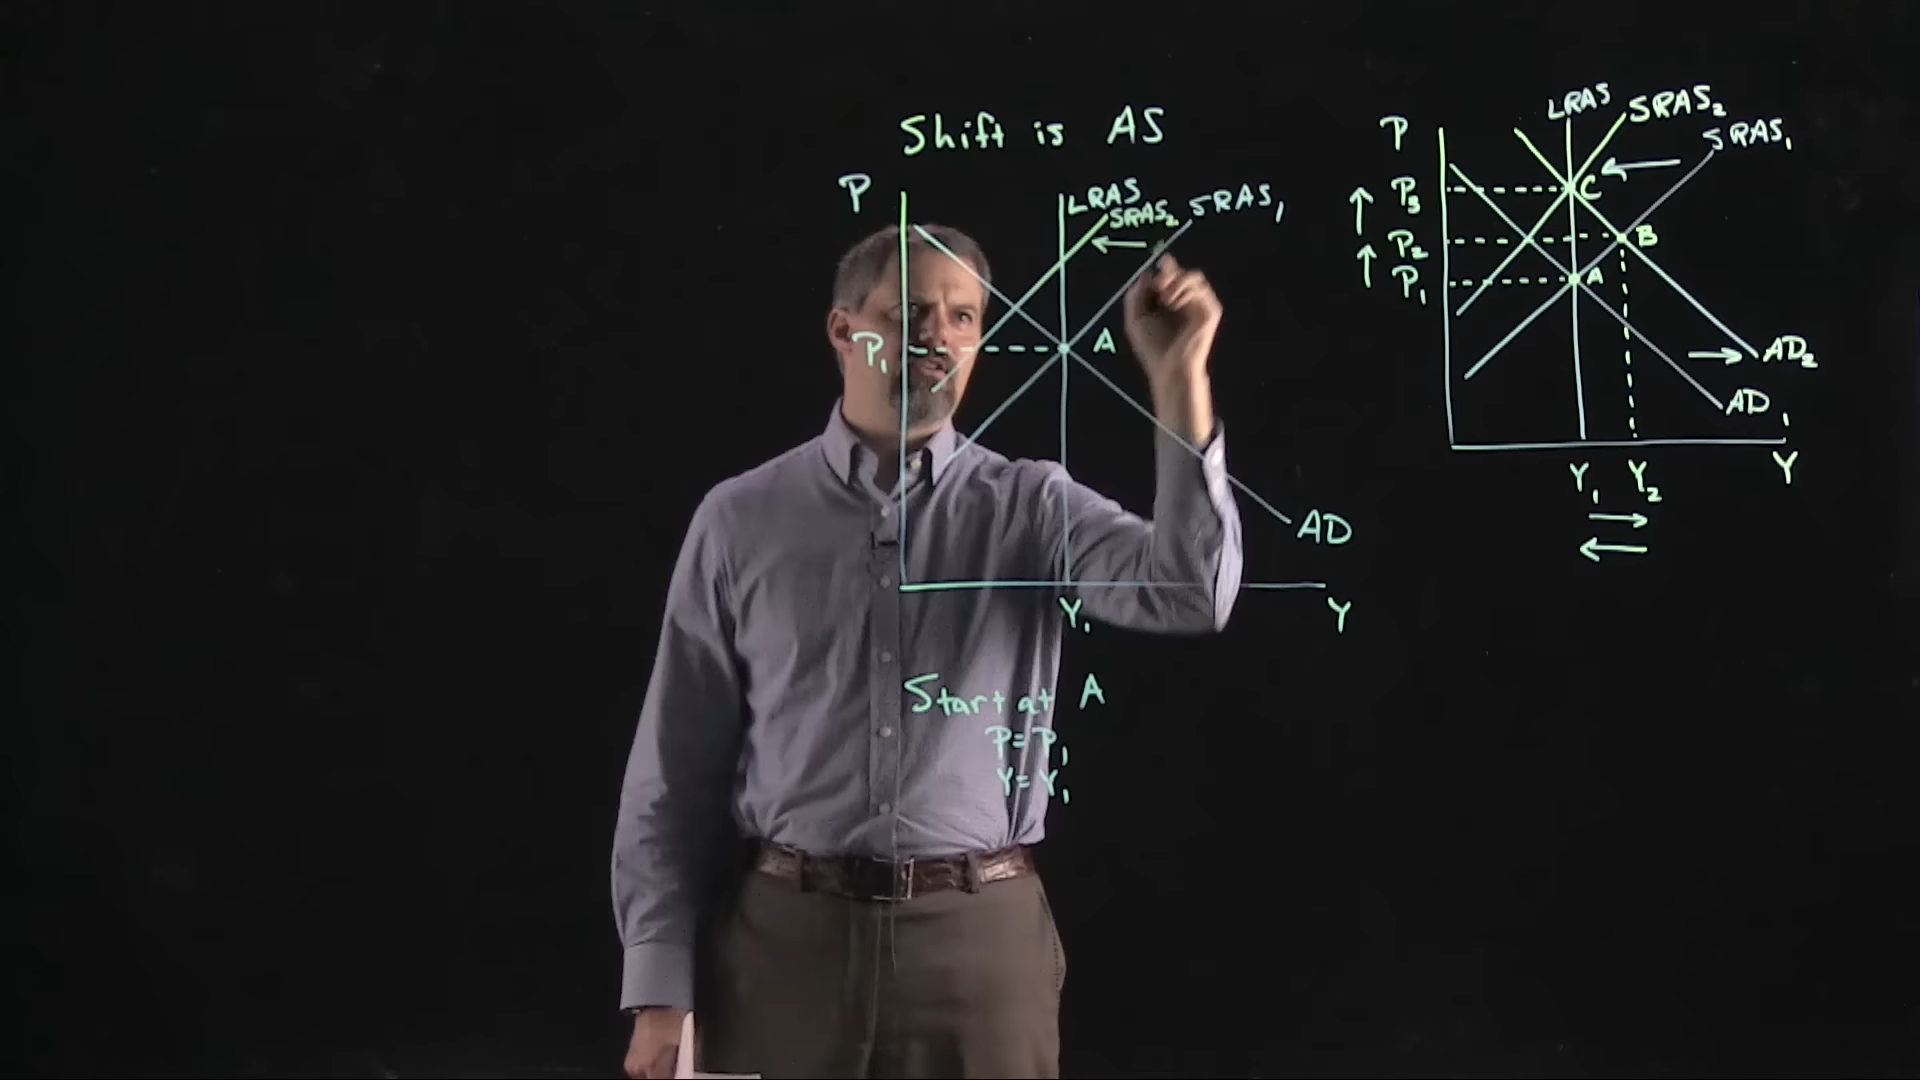 Shift is AS
P
LRAS
SRAS₂
SRAS₁
P₁
A
AD
Y₁
Y
Start at A
P = P₁
Y = Y₁
P
LRAS
SRAS₂
SRAS₁
P₃
C
P₂
B
P₁
A
AD₂
AD₁
Y₁
Y₂
Y